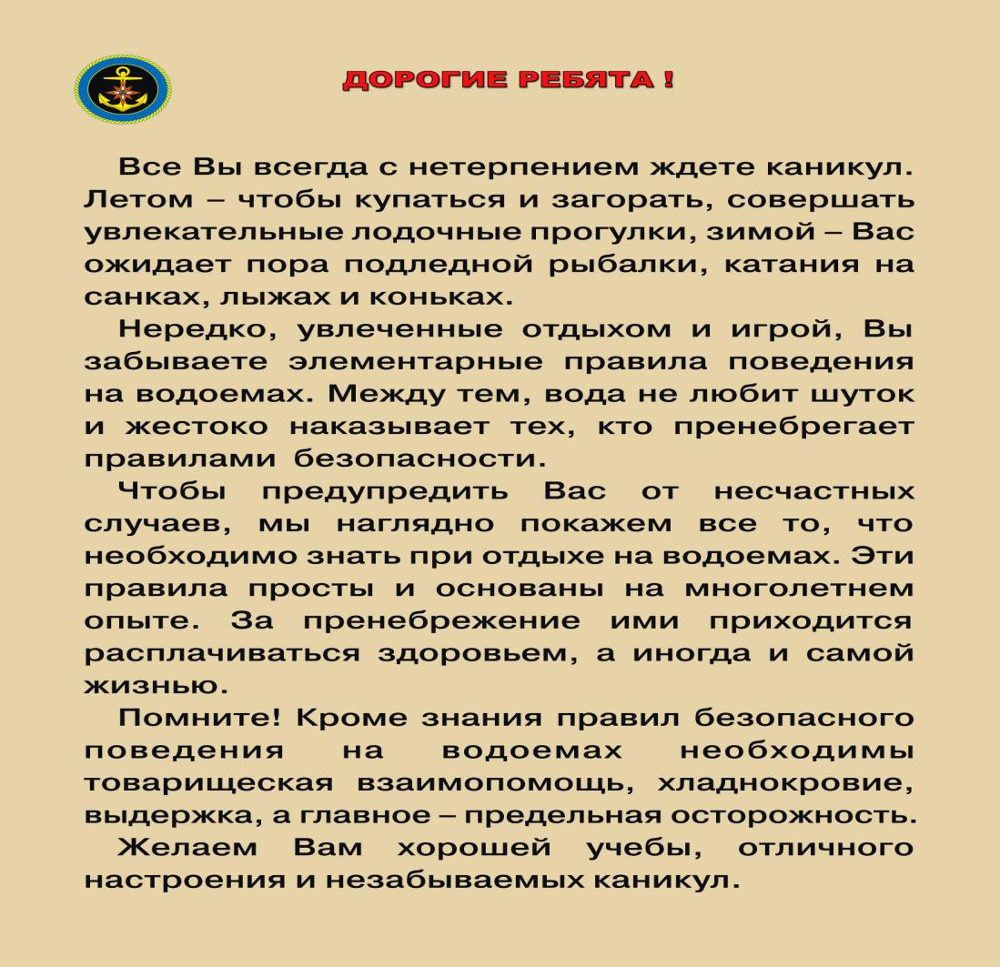 ДОРОГИЕ РЕБЯТА !
Все Вы всегда с нетерпением ждете каникул.
Летом – чтобы купаться и загорать, совершать
увлекательные лодочные прогулки, зимой – Вас
ожидает пора подледной рыбалки, катания на
санках, лыжах и коньках.
Нередко, увлеченные отдыхом и игрой, Вы
забываете элементарные правила поведения
на водоемах. Между тем, вода не любит шуток
и жестоко наказывает тех, кто пренебрегает
правилами безопасности.
Чтобы предупредить Вас от несчастных
случаев, мы наглядно покажем все то, что
необходимо знать при отдыхе на водоемах. Эти
правила просты и основаны на многолетнем
опыте. За пренебрежение ими приходится
расплачиваться здоровьем, а иногда и самой
жизнью.
Помните! Кроме знания правил безопасного
поведения на водоемах необходимы
товарищеская взаимопомощь, хладнокровие,
выдержка, а главное – предельная осторожность.
Желаем Вам хорошей учебы, отличного
настроения и незабываемых каникул.